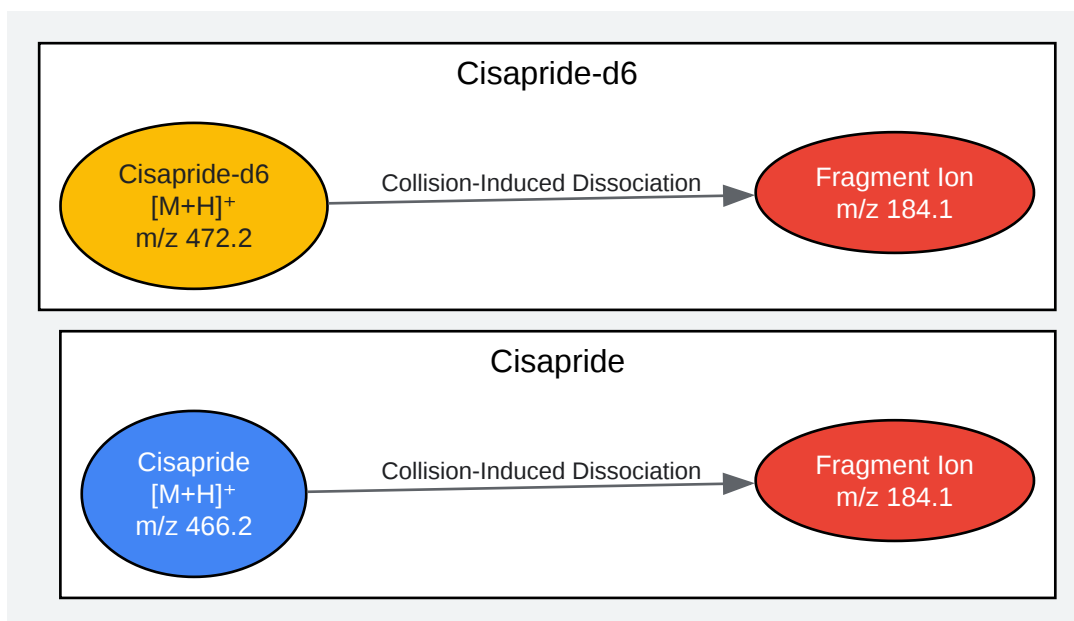 Cisapride-d6
Cisapride-d6
[M+H]⁺
m/z 472.2
Collision-Induced Dissociation
Fragment Ion
m/z 184.1
Cisapride
Cisapride
[M+H]⁺
m/z 466.2
Collision-Induced Dissociation
Fragment Ion
m/z 184.1